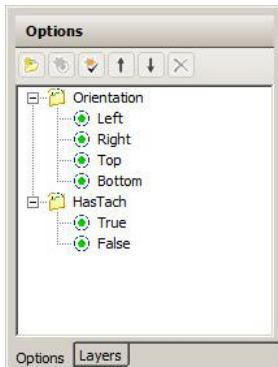 Options
Orientation
Left
Right
Top
Bottom
HasTach
True
False
Options Layers